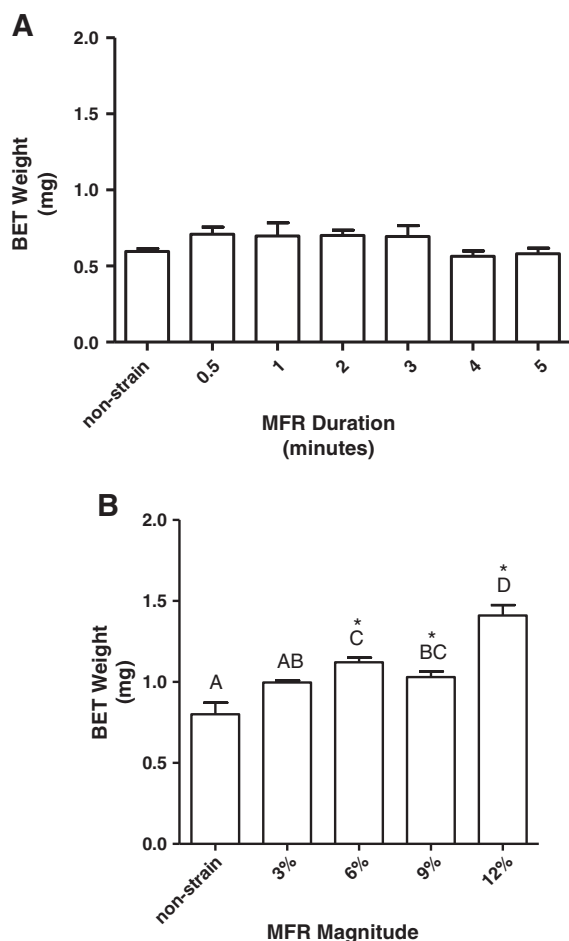 A
2.0
1.5
1.0
0.5
0.0
BET Weight
(mg)
non-strain
0.5
1
2
3
4
5
MFR Duration
(minutes)
B
2.0
1.5
1.0
0.5
0.0
BET Weight
(mg)
A
AB
*
C
*
BC
*
D
non-strain
3%
6%
9%
12%
MFR Magnitude